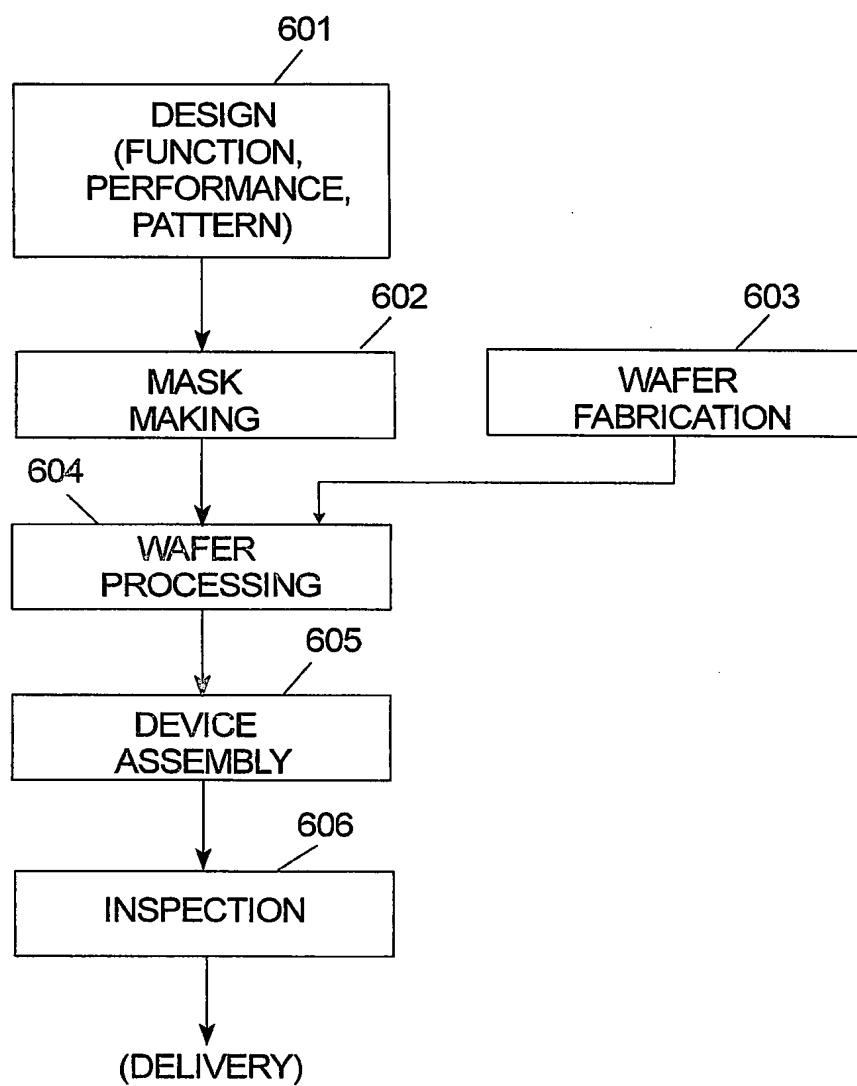 601
DESIGN
(FUNCTION,
PERFORMANCE,
PATTERN)
602
MASK
MAKING
603
WAFER
FABRICATION
604
WAFER
PROCESSING
605
DEVICE
ASSEMBLY
606
INSPECTION
(DELIVERY)